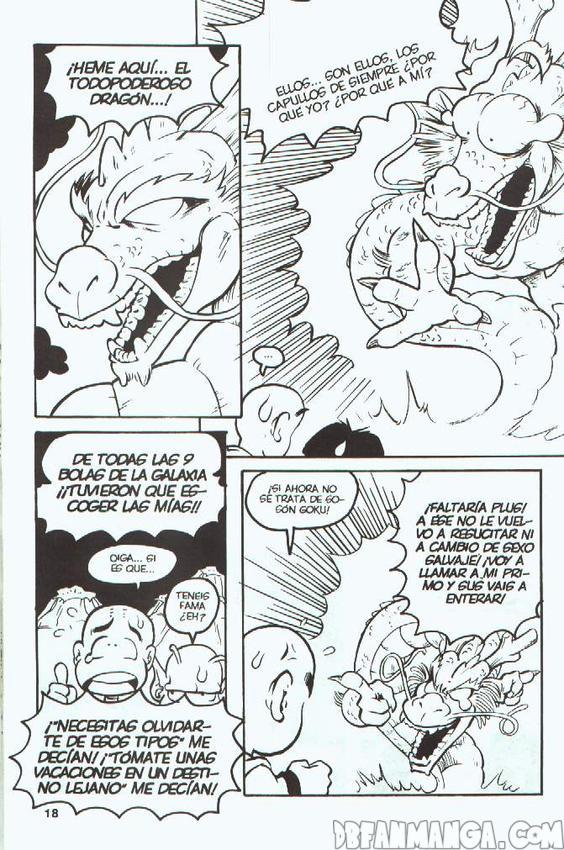 ¡HEME AQUÍ... EL
TODOPODEROSO
DRAGÓN...!
ELLOS... SON ELLOS, LOS
CAPULLOS DE SIEMPRE ¿POR
QUE YO? ¿POR QUE A MÍ?
...
DE TODAS LAS 9
BOLAS DE LA GALAXIA
¡¡TUVIERON QUE ES-
COGER LAS MÍAS!!
OIGA... SI
ES QUE...
TENEIS
FAMA
¿EH?
¡"NECESITAS OLVIDAR-
TE DE ESOS TIPOS" ME
DECÍAN! ¡"TÓMATE UNAS
VACACIONES EN UN DESTI-
NO LEJANO" ME DECÍAN!
¡SI AHORA NO
SE TRATA DE SO-
SÓN GOKU!
¡FALTARÍA PLUS!
A ESE NO LE VUEL-
VO A RESUCITAR NI
A CAMBIO DE SEXO
SALVAJE! ¡VOY A
LLAMAR A MI PRI-
MO Y SUS VAIS A
ENTERAR!
18
DBFANMANGA.COM